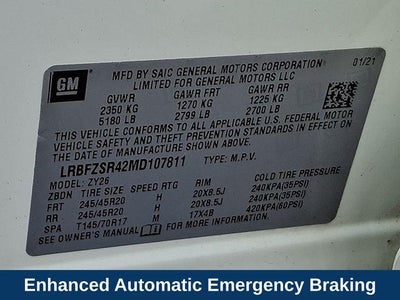 GM
MFD BY SAIC GENERAL MOTORS CORPORATION 01/21
LIMITED FOR GENERAL MOTORS LLC
GVWR GAWR FRT GAWR RR
2350 KG 1270 KG 1225 KG
5180 LB 2799 LB 2700 LB
THIS VEHICLE CONFORMS TO ALL APPLICABLE U.S. FEDERAL MOTOR
VEHICLE SAFETY AND THEFT PREVENTION STANDARDS IN EFFECT ON THE
DATE OF MANUFACTURE SHOWN ABOVE.
LRBFZSR42MD107811 TYPE: M.P.V.
MODEL: ZY26
ZBDN TIRE SIZE SPEED RTG RIM COLD TIRE PRESSURE
FRT 245/45R20 H 20X8.5J 240KPA(35PSI)
RR 245/45R20 H 20X8.5J 240KPA(35PSI)
SPA T145/70R17 M 17X4B 420KPA(60PSI)
SEE OWNER'S MANUAL FOR ADDITIONAL INFORMATION.
Enhanced Automatic Emergency Braking